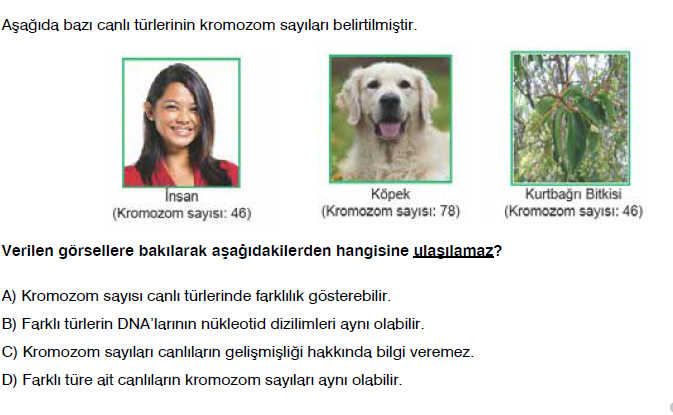 Aşağıda bazı canlı türlerinin kromozom sayıları belirtilmiştir.
İnsan
(Kromozom sayısı: 46)
Köpek
(Kromozom sayısı: 78)
Kurtbağrı Bitkisi
(Kromozom sayısı: 46)
Verilen görsellere bakılarak aşağıdakilerden hangisine ulaşılamaz?
A) Kromozom sayısı canlı türlerinde farklılık gösterebilir.
B) Farklı türlerin DNA'larının nükleotid dizilimleri aynı olabilir.
C) Kromozom sayıları canlıların gelişmişliği hakkında bilgi veremez.
D) Farklı türe ait canlıların kromozom sayıları aynı olabilir.